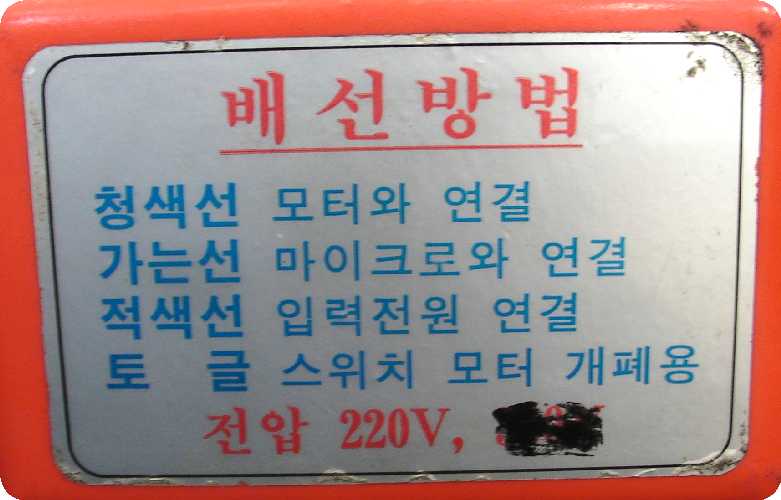 배선방법
청색선 모터와 연결
가는선 마이크로와 연결
적색선 입력전원 연결
토글 스위치 모터 개폐용
전압 220V,